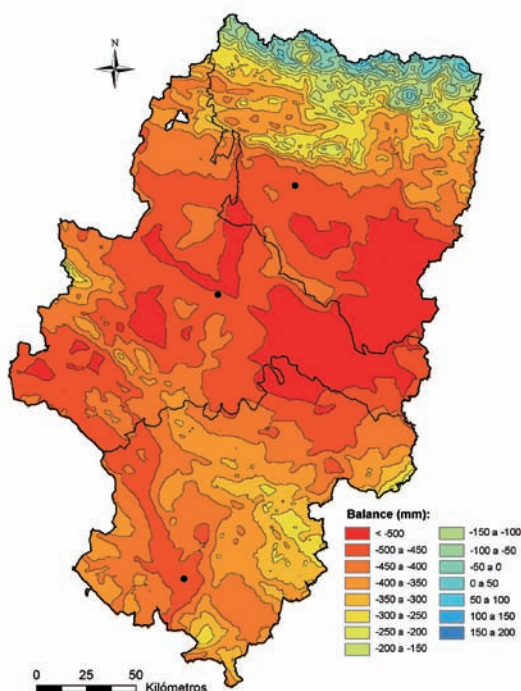 N
Balance (mm):
< -500
-500 a -450
-450 a -400
-400 a -350
-350 a -300
-300 a -250
-250 a -200
-200 a -150
-150 a -100
-100 a -50
-50 a 0
0 a 50
50 a 100
100 a 150
150 a 200
0 25 50
Kilómetros